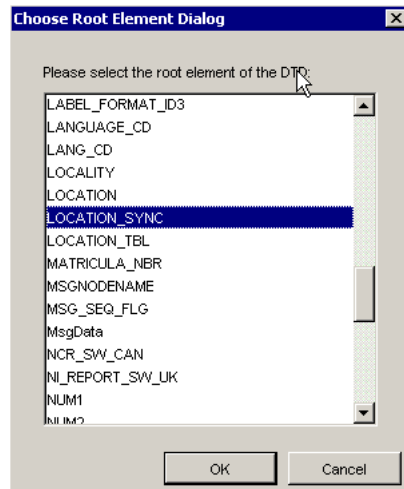 Choose Root Element Dialog
Please select the root element of the DTD:
LABEL_FORMAT_ID3
LANGUAGE_CD
LANG_CD
LOCALITY
LOCATION
LOCATION_SYNC
LOCATION_TBL
MATRICULA_NBR
MSGNODENAME
MSG_SEQ_FLG
MsgData
NCR_SW_CAN
NI_REPORT_SW_UK
NUM1
NUM2
OK
Cancel